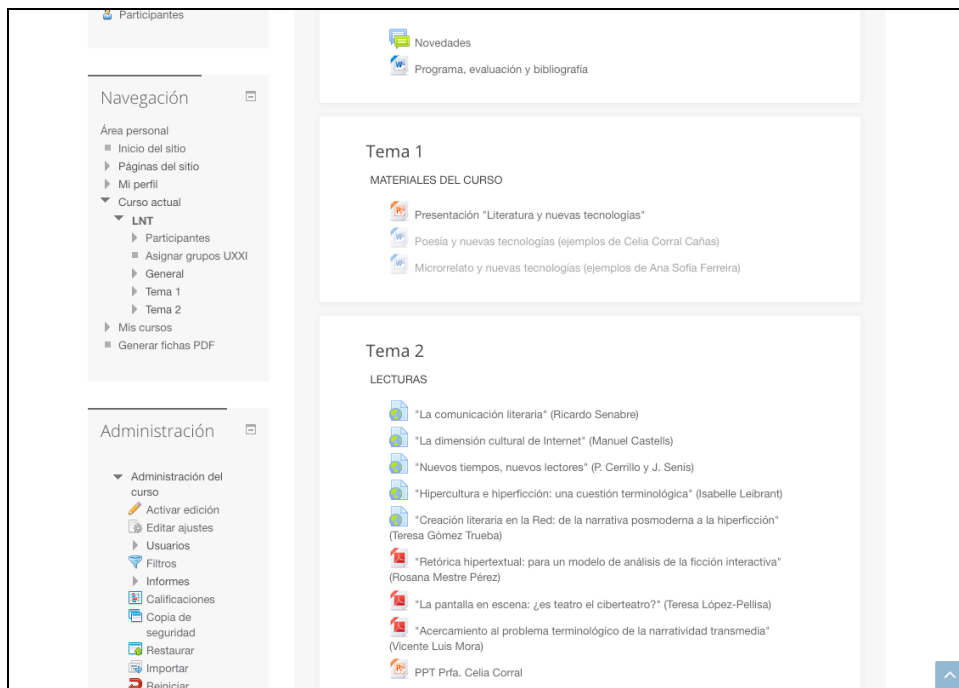 Participantes
Navegación
Área personal
Inicio del sitio
Páginas del sitio
Mi perfil
Curso actual
LNT
Participantes
Asignar grupos UXXI
General
Tema 1
Tema 2
Mis cursos
Generar fichas PDF
Administración
Administración del
curso
Activar edición
Editar ajustes
Usuarios
Filtros
Informes
Calificaciones
Copia de
seguridad
Restaurar
Importar
Reiniciar
Novedades
Programa, evaluación y bibliografía
Tema 1
MATERIALES DEL CURSO
Presentación "Literatura y nuevas tecnologías"
Poesía y nuevas tecnologías (ejemplos de Celia Corral Cañas)
Microrrelato y nuevas tecnologías (ejemplos de Ana Sofia Ferreira)
Tema 2
LECTURAS
"La comunicación literaria" (Ricardo Senabre)
"La dimensión cultural de Internet" (Manuel Castells)
"Nuevos tiempos, nuevos lectores" (P. Cerrillo y J. Senís)
"Hipercultura e hiperficción: una cuestión terminológica" (Isabelle Leibrant)
"Creación literaria en la Red: de la narrativa posmoderna a la hiperficción"
(Teresa Gómez Trueba)
"Retórica hipertextual: para un modelo de análisis de la ficción interactiva"
(Rosana Mestre Pérez)
"La pantalla en escena: ¿es teatro el ciberteatro?" (Teresa López-Pellisa)
"Acercamiento al problema terminológico de la narratividad transmedia"
(Vicente Luis Mora)
PPT Prfa. Celia Corral